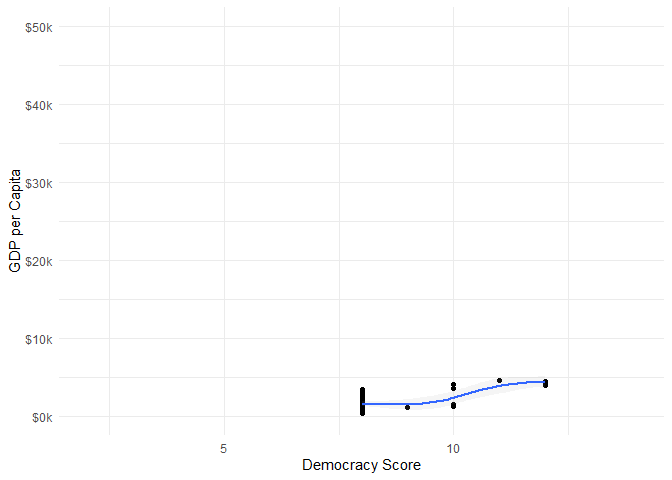 $50k
$40k
$30k
$20k
$10k
$0k
GDP per Capita
5 10
Democracy Score